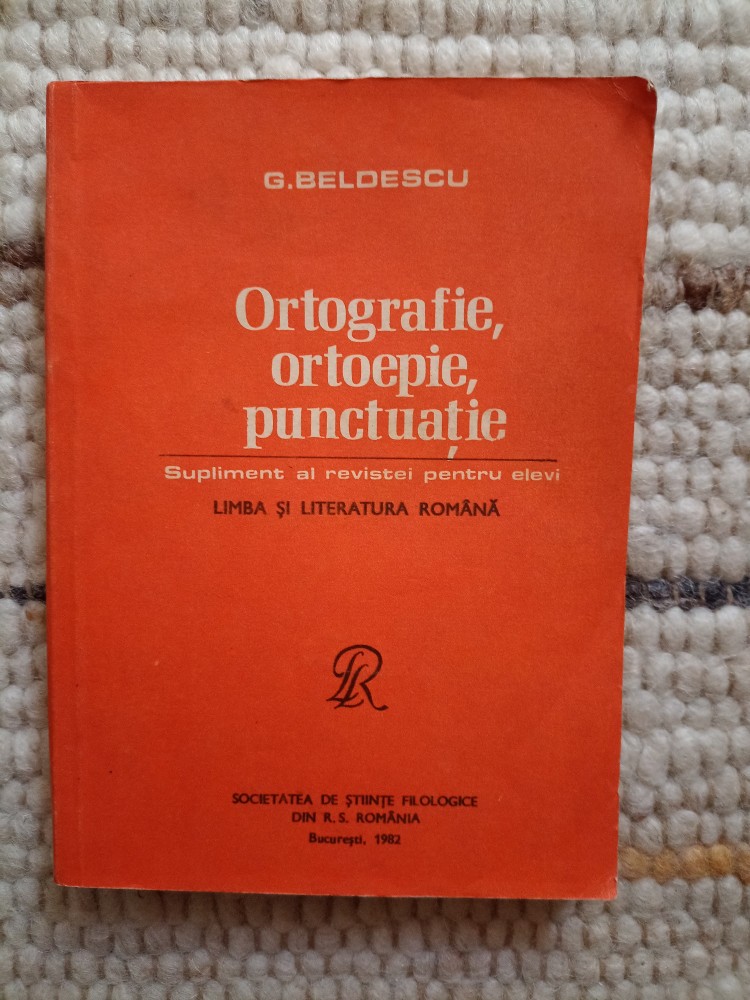 G.BELDESCU
Ortografie,
ortoepie,
punctuație
Supliment al revistei pentru elevi
LIMBA ȘI LITERATURA ROMÂNĂ
LLR
SOCIETATEA DE ȘTIINȚE FILOLOGICE
DIN R.S. ROMÂNIA
București, 1982